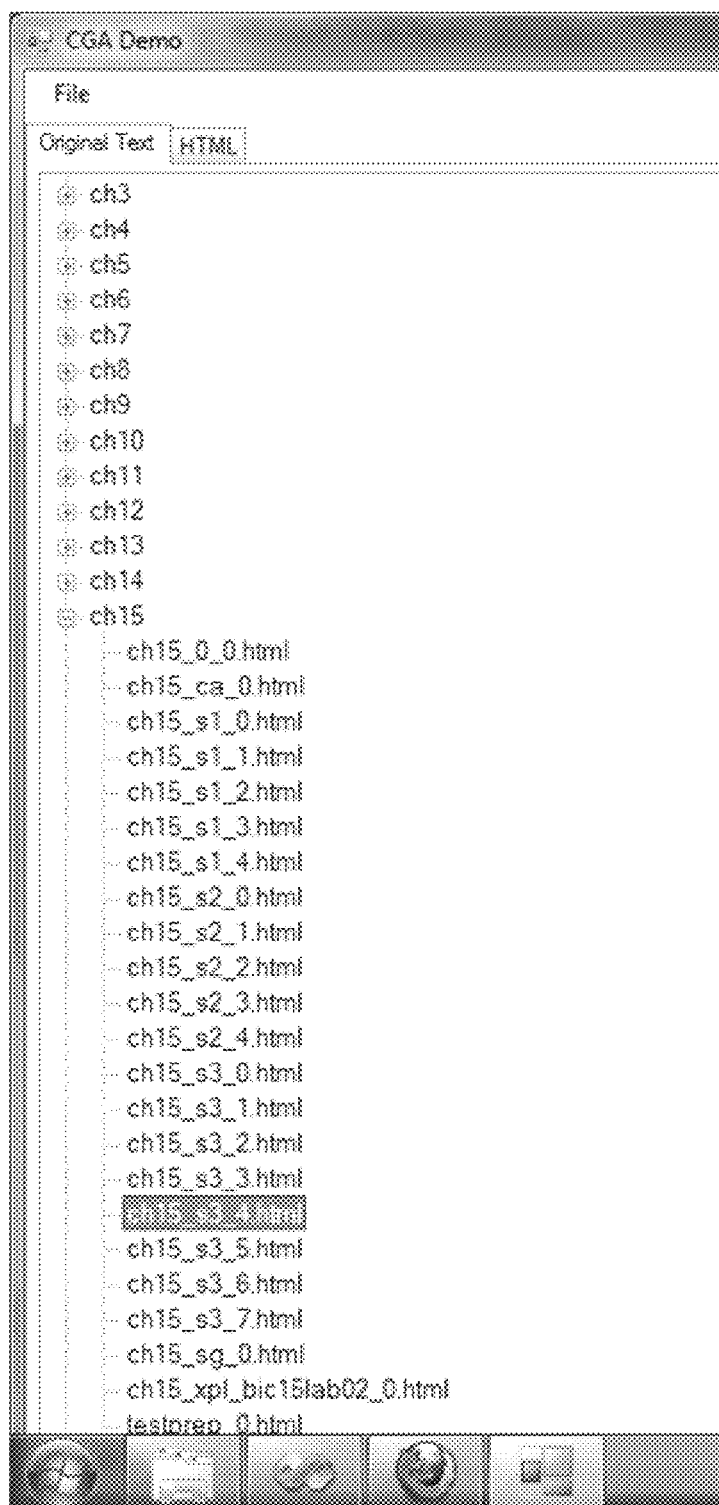 CGA Demo
File
Original Text HTML
ch3
ch4
ch5
ch6
ch7
ch8
ch9
ch10
ch11
ch12
ch13
ch14
ch15
ch15_0_0.html
ch15_ca_0.html
ch15_s1_0.html
ch15_s1_1.html
ch15_s1_2.html
ch15_s1_3.html
ch15_s1_4.html
ch15_s2_0.html
ch15_s2_1.html
ch15_s2_2.html
ch15_s2_3.html
ch15_s2_4.html
ch15_s3_0.html
ch15_s3_1.html
ch15_s3_2.html
ch15_s3_3.html
ch15_s3_4.html
ch15_s3_5.html
ch15_s3_6.html
ch15_s3_7.html
ch15_sg_0.html
ch15_xpl_bic15lab02_0.html
testprep_0.html